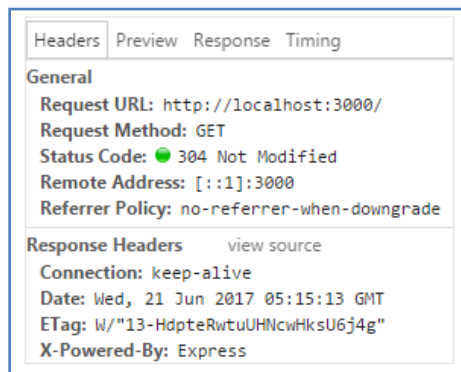 Headers Preview Response Timing
General
Request URL: http://localhost:3000/
Request Method: GET
Status Code: 304 Not Modified
Remote Address: [::1]:3000
Referrer Policy: no-referrer-when-downgrade
Response Headers view source
Connection: keep-alive
Date: Wed, 21 Jun 2017 05:15:13 GMT
ETag: W/"13-HdpteRwtuUHNcwHksU6j4g"
X-Powered-By: Express